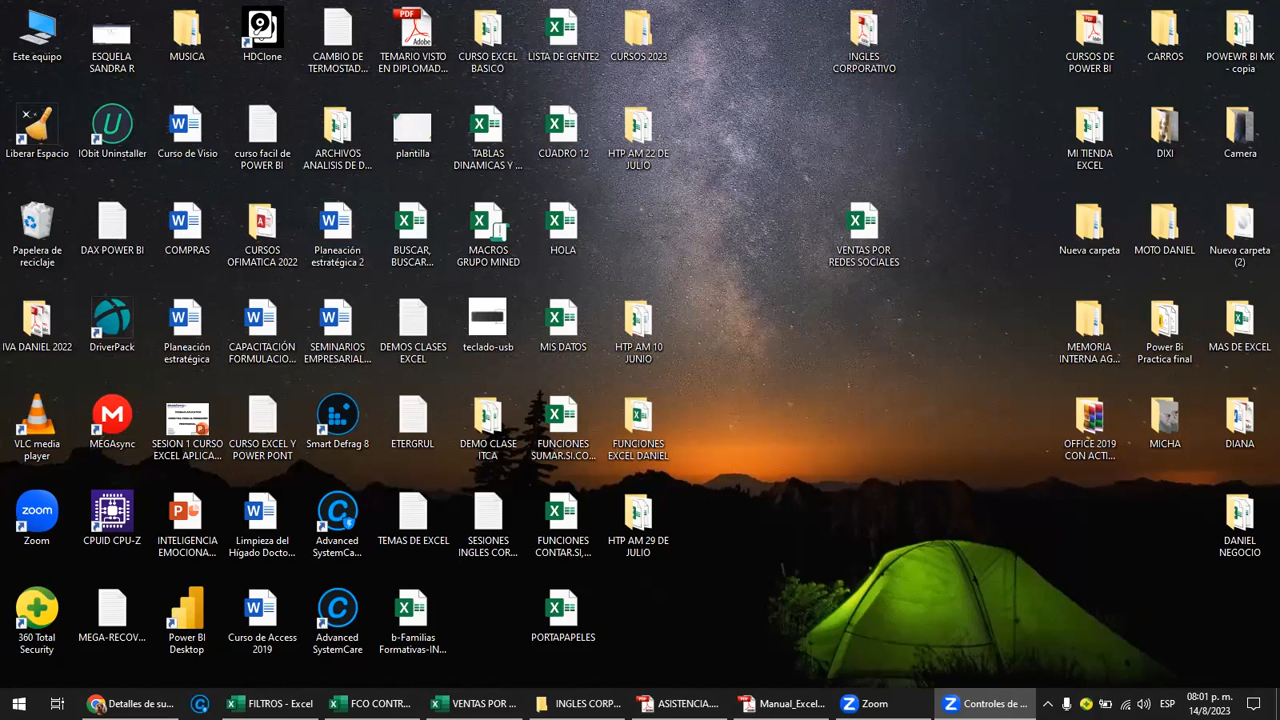 Este equipo
ESCUELA
SANDRA R
MUSICA
HDClone
CAMBIO DE
TERMOSTAD...
PDF
Adobe
TEMARIO VISTO
EN DIPLOMAD...
CURSO EXCEL
BASICO
LISTA DE GENTE2
CURSOS 2023
INGLES
CORPORATIVO
CURSOS DE
POWER BI
CARROS
POWEWR BI MK
- copia
Liberar Espacio
IObit Uninstaller
Curso de Visio
curso facil de
POWER BI
ARCHIVOS
ANALISIS DE D...
plantilla
TABLAS
DINAMICAS Y ...
CUADRO 12
HTP AM 22 DE
JULIO
MI TIENDA
EXCEL
DIXI
Camera
Papelera de
reciclaje
DAX POWER BI
COMPRAS
CURSOS
OFIMATICA 2022
Planeación
estratégica 2
BUSCAR,
BUSCAR...
MACROS
GRUPO MINED
HOLA
VENTAS POR
REDES SOCIALES
Nueva carpeta
MOTO DANIEL
Nueva carpeta
(2)
IVA DANIEL 2022
DriverPack
Planeación
estratégica
CAPACITACIÓN
FORMULACIO...
SEMINARIOS
EMPRESARIAL...
DEMOS CLASES
EXCEL
teclado-usb
MIS DATOS
HTP AM 10
JUNIO
MEMORIA
INTERNA AG...
Power Bi
Practica final
MAS DE EXCEL
VLC media
player
MEGAsync
SESION 1 CURSO
EXCEL APLICA...
CURSO EXCEL Y
POWER PONT
Smart Defrag 8
ETERGRUL
DEMO CLASE
ITCA
FUNCIONES
SUMAR.SI.CO...
FUNCIONES
EXCEL DANIEL
OFFICE 2019
CON ACTI...
MICHA
DIANA
zoom
Zoom
CPUID CPU-Z
INTELIGENCIA
EMOCIONA...
Limpieza del
Hígado Docto...
Advanced
SystemCa...
TEMAS DE EXCEL
SESIONES
INGLES COR...
FUNCIONES
CONTAR.SI,...
HTP AM 29 DE
JULIO
DANIEL
NEGOCIO
360 Total
Security
MEGA-RECOV...
Power BI
Desktop
Curso de Access
2019
Advanced
SystemCare
b-Familias
Formativas-IN...
PORTAPAPELES
Detalles de su...
FILTROS - Excel
FCO CONTR...
VENTAS POR ...
INGLES CORP...
ASISTENCIA....
Manual_Excel...
Zoom
Controles de ...
ESP
08:01 p. m.
14/8/2023